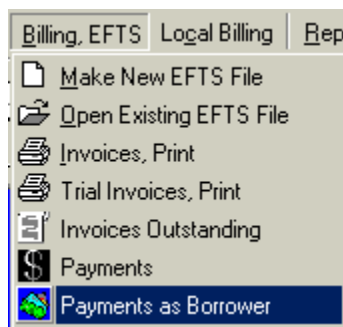 Billing, EFTS Local Billing Rep
Make New EFTS File
Open Existing EFTS File
Invoices, Print
Trial Invoices, Print
Invoices Outstanding
$ Payments
Payments as Borrower